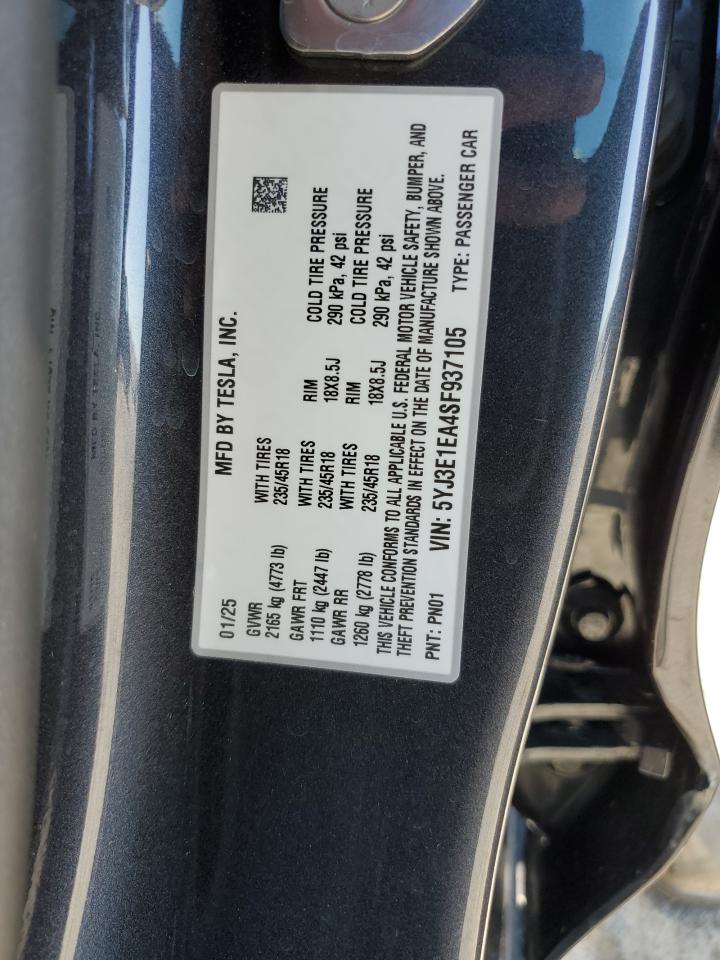 MFD BY TESLA, INC.
01/25
GVWR
2165 kg (4773 lb)
WITH TIRES
235/45R18
GAWR FRT
1110 kg (2447 lb)
WITH TIRES
235/45R18
RIM
18X8.5J
COLD TIRE PRESSURE
290 kPa, 42 psi
GAWR RR
1260 kg (2778 lb)
WITH TIRES
235/45R18
RIM
18X8.5J
COLD TIRE PRESSURE
290 kPa, 42 psi
THIS VEHICLE CONFORMS TO ALL APPLICABLE U.S. FEDERAL MOTOR VEHICLE SAFETY, BUMPER, AND
THEFT PREVENTION STANDARDS IN EFFECT ON THE DATE OF MANUFACTURE SHOWN ABOVE.
PNT: PN01 VIN: 5YJ3E1EA4SF937105 TYPE: PASSENGER CAR